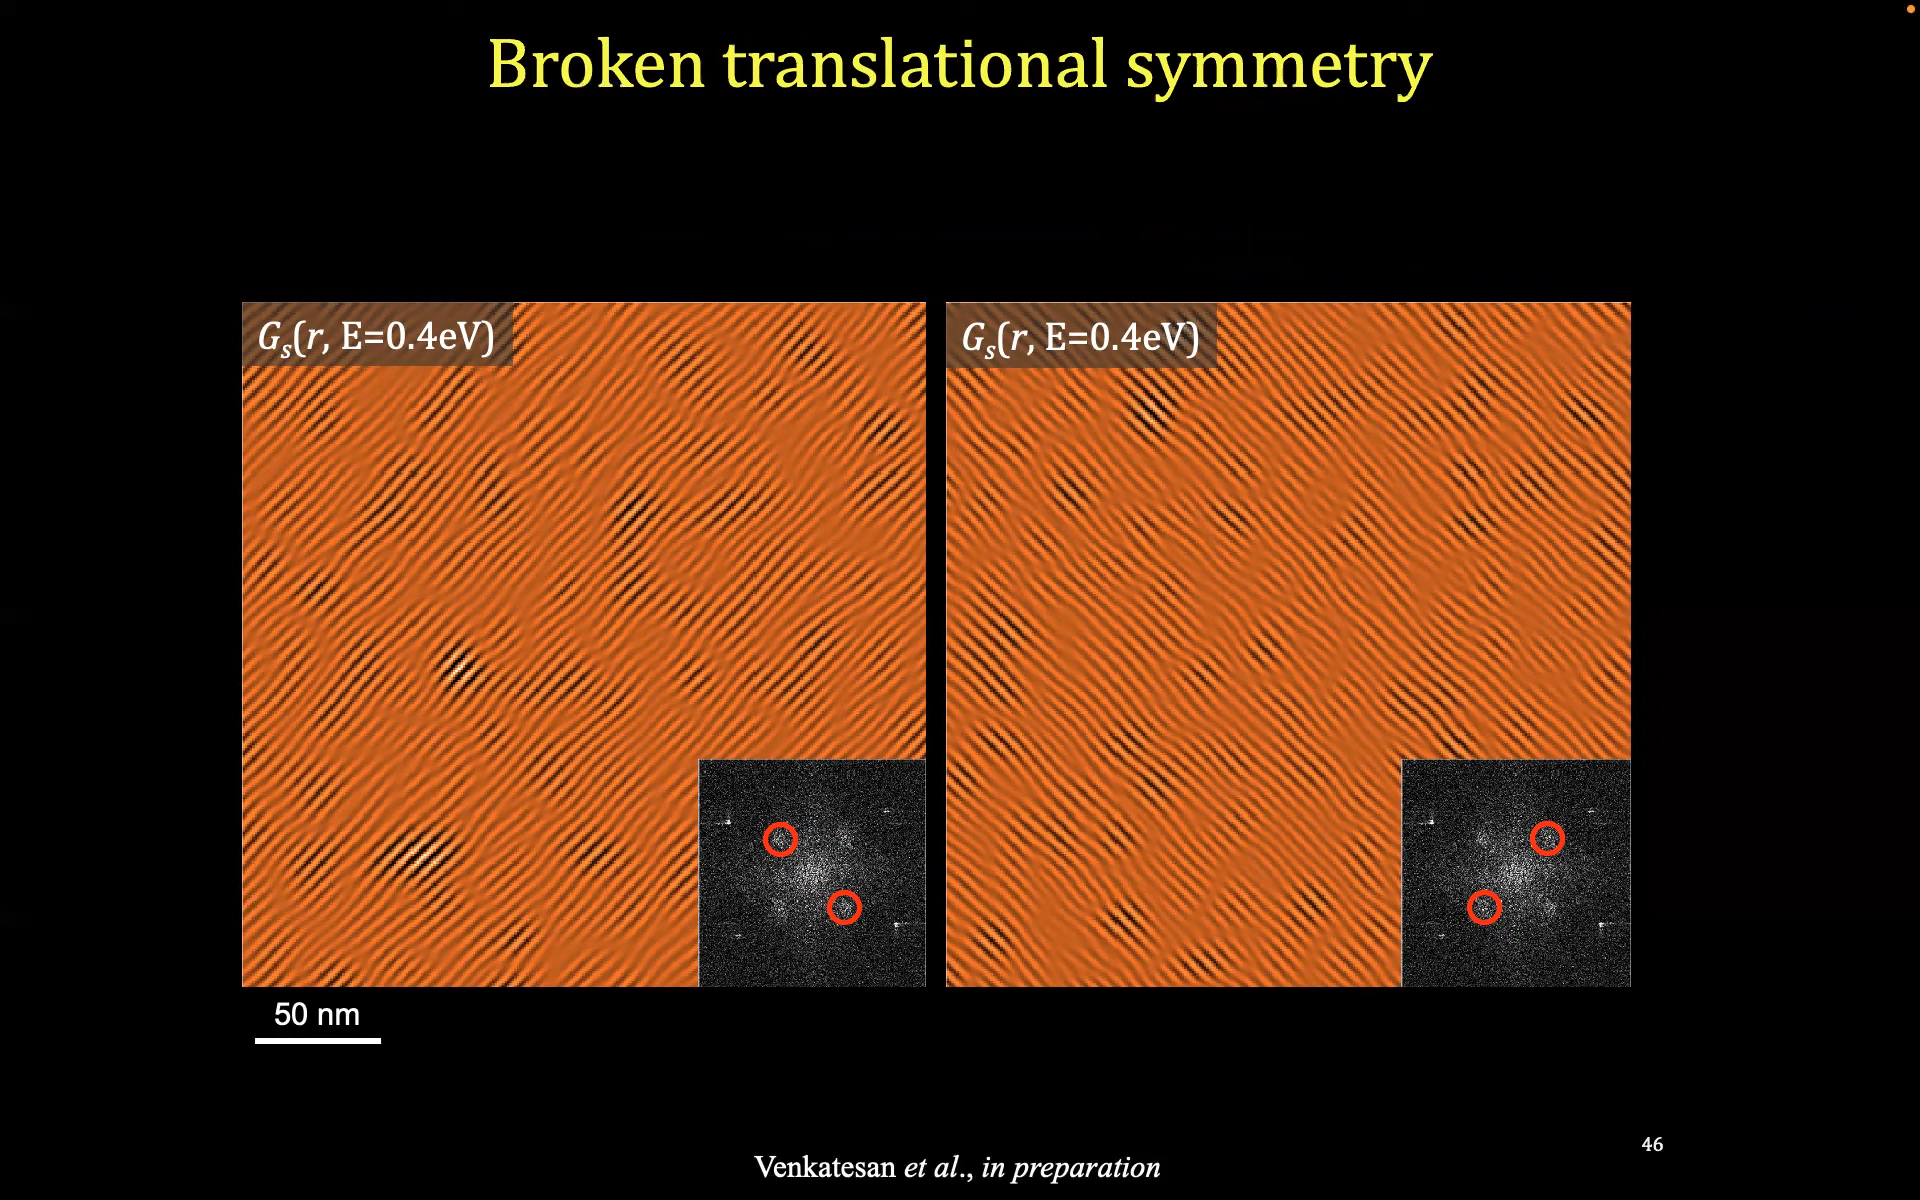 Broken translational symmetry
Gₛ(r, E=0.4eV)
Gₛ(r, E=0.4eV)
50 nm
46
Venkatesan et al., in preparation